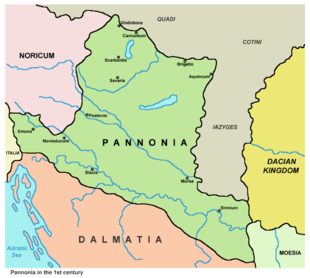 QUADI
Vindobona
Carnuntum
COTINI
NORICUM
Scarbantia
Brigetio
Aquincum
Savaria
Poetovio
IAZYGES
Emona
Neviodunum
PANNONIA
ITALIA
DACIAN
KINGDOM
Siscia
Mursa
Sirmium
DALMATIA
Adriatic
Sea
MOESIA
Pannonia in the 1st century